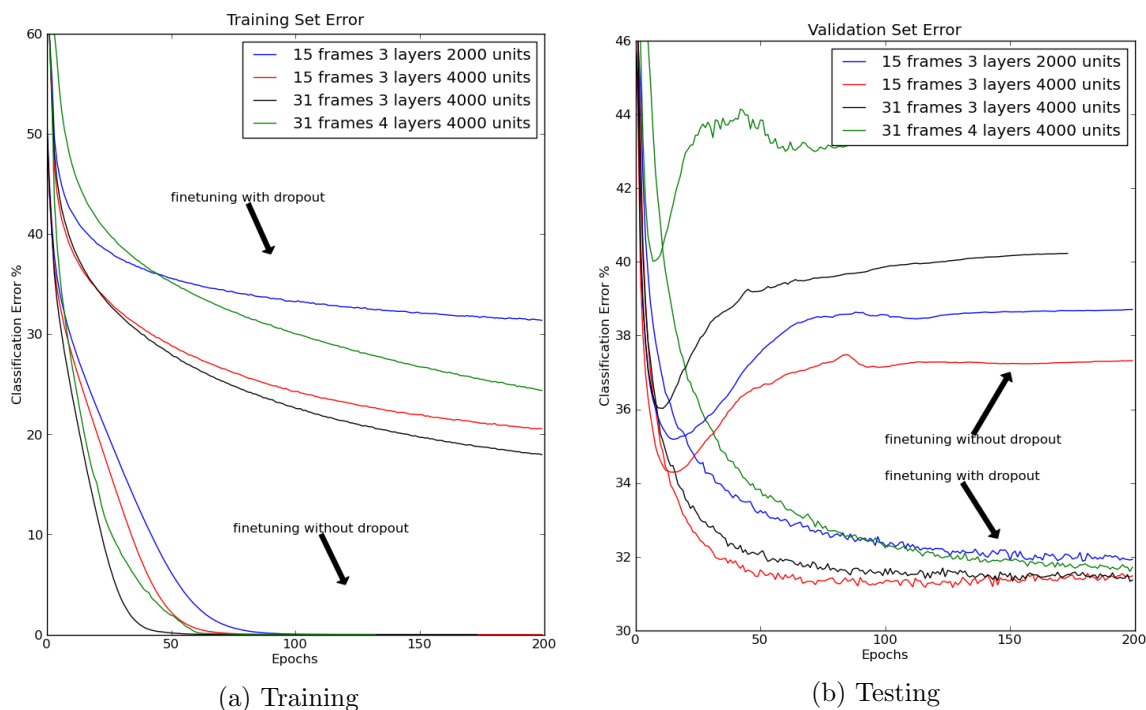 Training Set Error
60
50
40
30
20
10
0
Classification Error %
15 frames 3 layers 2000 units
15 frames 3 layers 4000 units
31 frames 3 layers 4000 units
31 frames 4 layers 4000 units
finetuning with dropout
finetuning without dropout
0 50 100 150 200
Epochs
(a) Training
Validation Set Error
46
44
42
40
38
36
34
32
30
Classification Error %
15 frames 3 layers 2000 units
15 frames 3 layers 4000 units
31 frames 3 layers 4000 units
31 frames 4 layers 4000 units
finetuning without dropout
finetuning with dropout
0 50 100 150 200
Epochs
(b) Testing